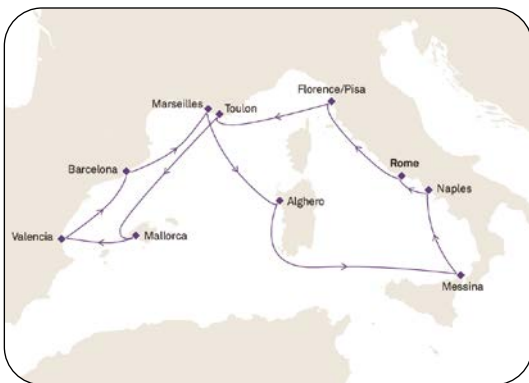 Florence/Pisa
Marseilles
Toulon
Rome
Barcelona
Naples
Alghero
Valencia
Mallorca
Messina